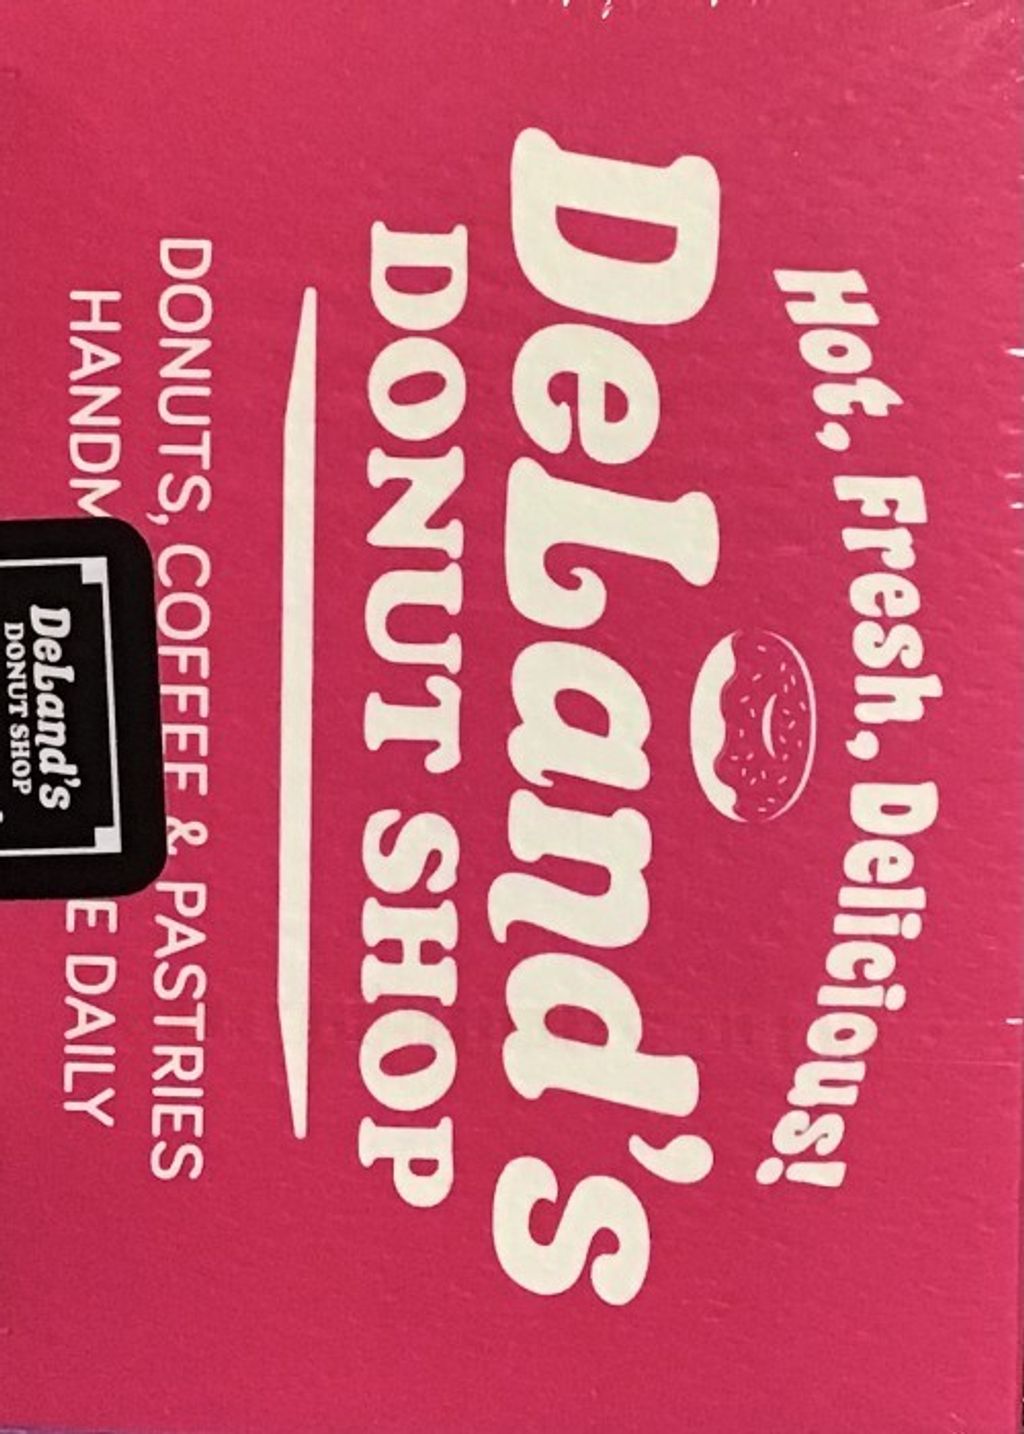 Hot, Fresh, Delicious!
DeLand's
DONUT SHOP
DONUTS, COFFEE & PASTRIES
HANDM E DAILY
DeLand's
DONUT SHOP